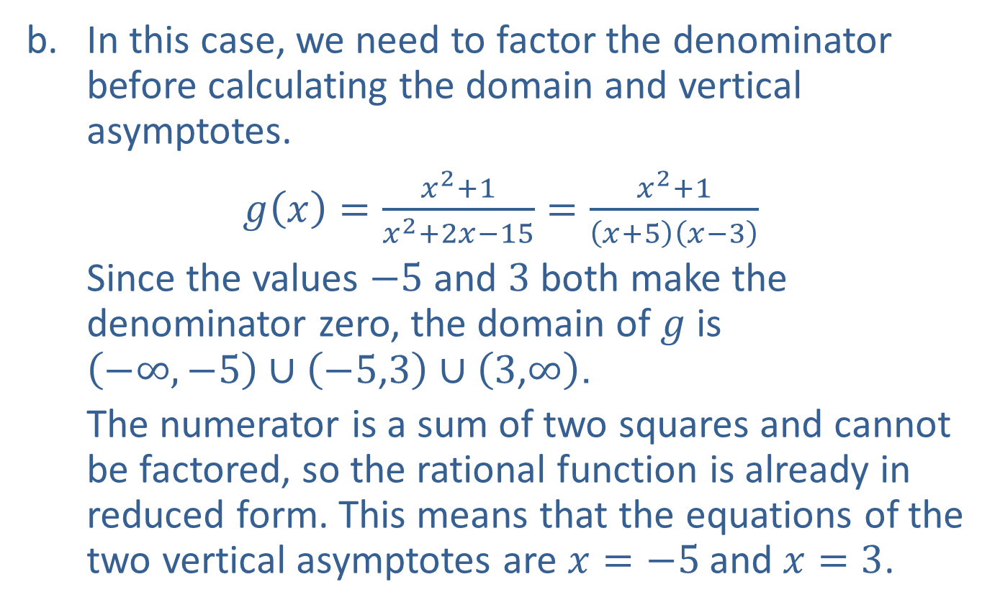 b. In this case, we need to factor the denominator
before calculating the domain and vertical
asymptotes.
g(x) = \frac{x^2+1}{x^2+2x−15} = \frac{x^2+1}{(x+5)(x−3)}
Since the values −5 and 3 both make the
denominator zero, the domain of g is
(−∞, −5) ∪ (−5,3) ∪ (3,∞).
The numerator is a sum of two squares and cannot
be factored, so the rational function is already in
reduced form. This means that the equations of the
two vertical asymptotes are x = −5 and x = 3.